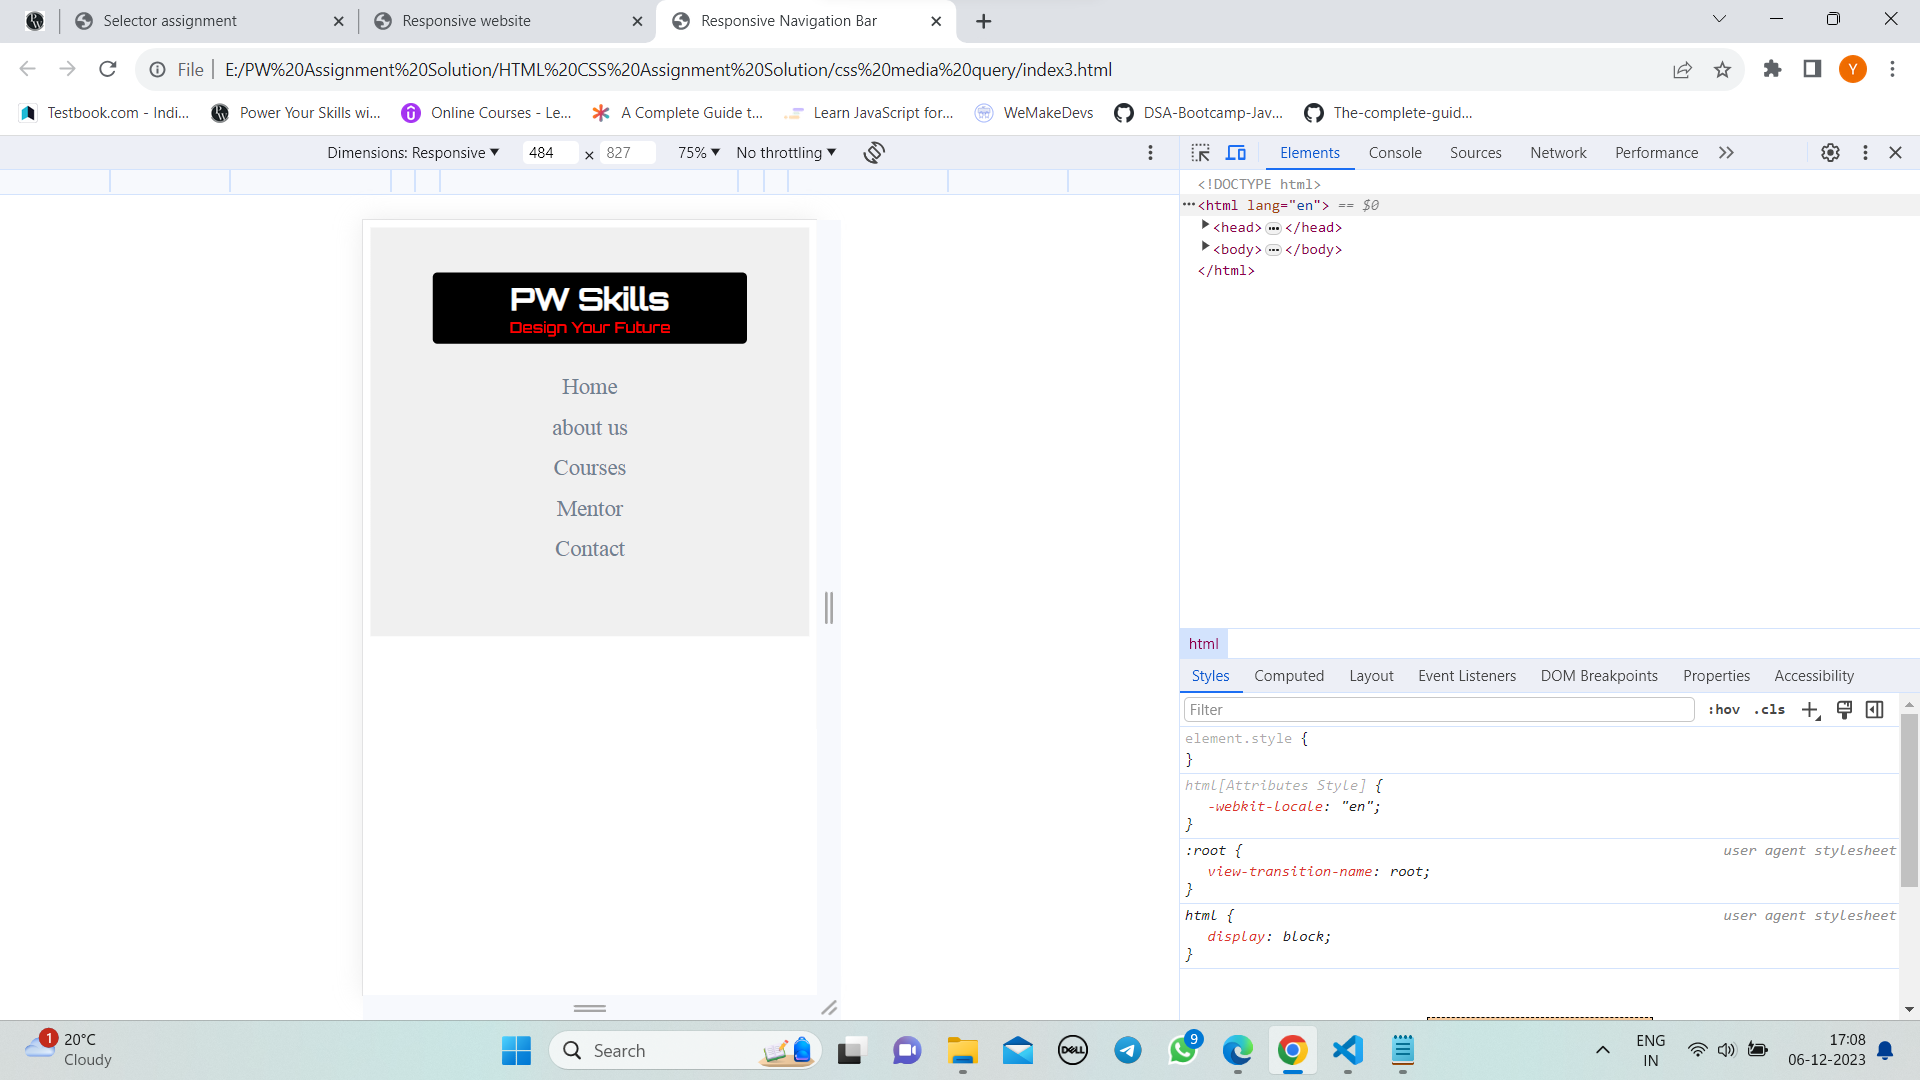 Selector assignment
Responsive website
Responsive Navigation Bar
File | E:/PW%20Assignment%20Solution/HTML%20CSS%20Assignment%20Solution/css%20media%20query/index3.html
Y
Testbook.com - Indi...
Power Your Skills wi...
Online Courses - Le...
A Complete Guide t...
Learn JavaScript for...
WeMakeDevs
DSA-Bootcamp-Jav...
The-complete-guid...
Dimensions: Responsive ▼ 484 × 827 75% ▼ No throttling ▼
Elements Console Sources Network Performance »
<!DOCTYPE html>
<html lang="en"> == $0
<head> ... </head>
<body> ... </body>
</html>
PW Skills
Design Your Future
Home
about us
Courses
Mentor
Contact
html
Styles Computed Layout Event Listeners DOM Breakpoints Properties Accessibility
Filter :hov .cls
element.style {
}
html[Attributes Style] {
-webkit-locale: "en";
}
:root { user agent stylesheet
view-transition-name: root;
}
html { user agent stylesheet
display: block;
}
1
20°C
Cloudy
Search
DELL
9
ENG
IN
17:08
06-12-2023